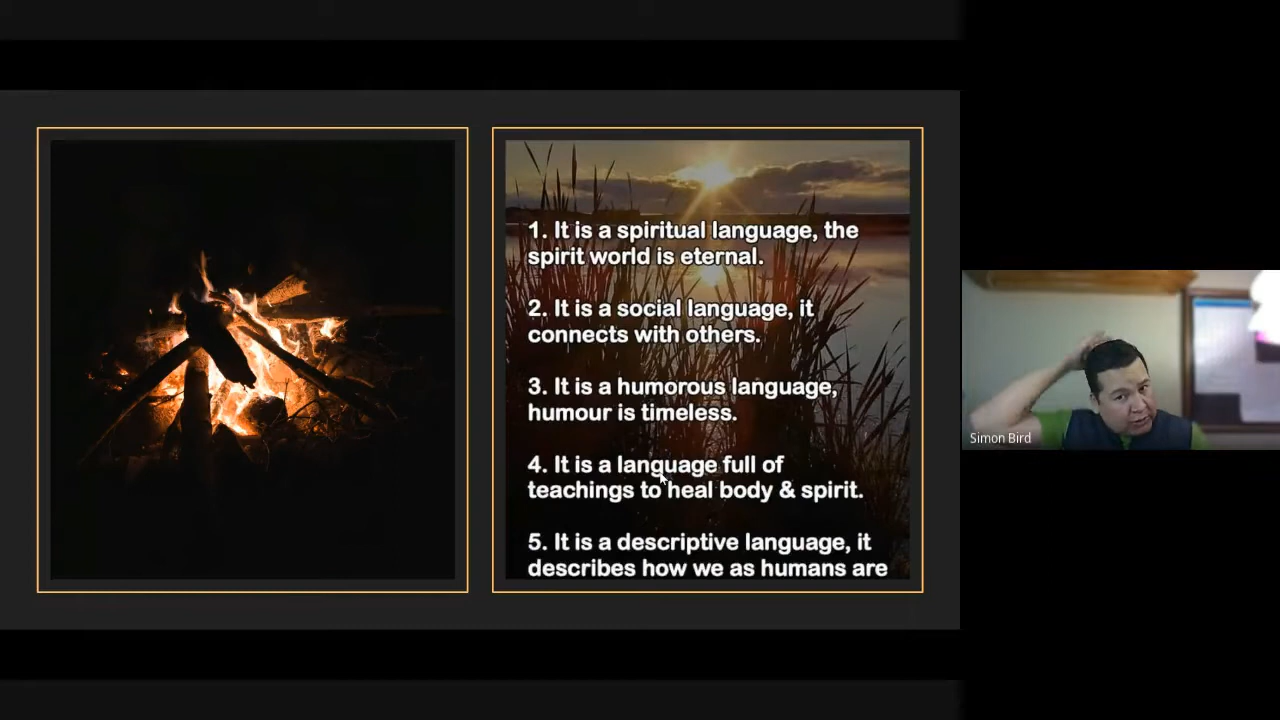 1. It is a spiritual language, the
spirit world is eternal.
2. It is a social language, it
connects with others.
3. It is a humorous language,
humour is timeless.
4. It is a language full of
teachings to heal body & spirit.
5. It is a descriptive language, it
describes how we as humans are
Simon Bird